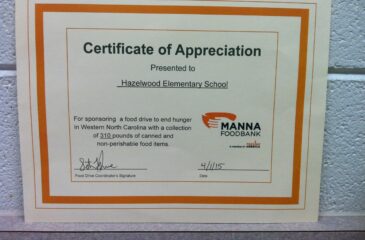 Certificate of Appreciation
Presented to
Hazelwood Elementary School
For sponsoring a food drive to end hunger
in Western North Carolina with a collection
of 310 pounds of canned and
non-perishable food items.
MANNA
FOODBANK
4/1/15
Food Drive Coordinator's Signature
Date